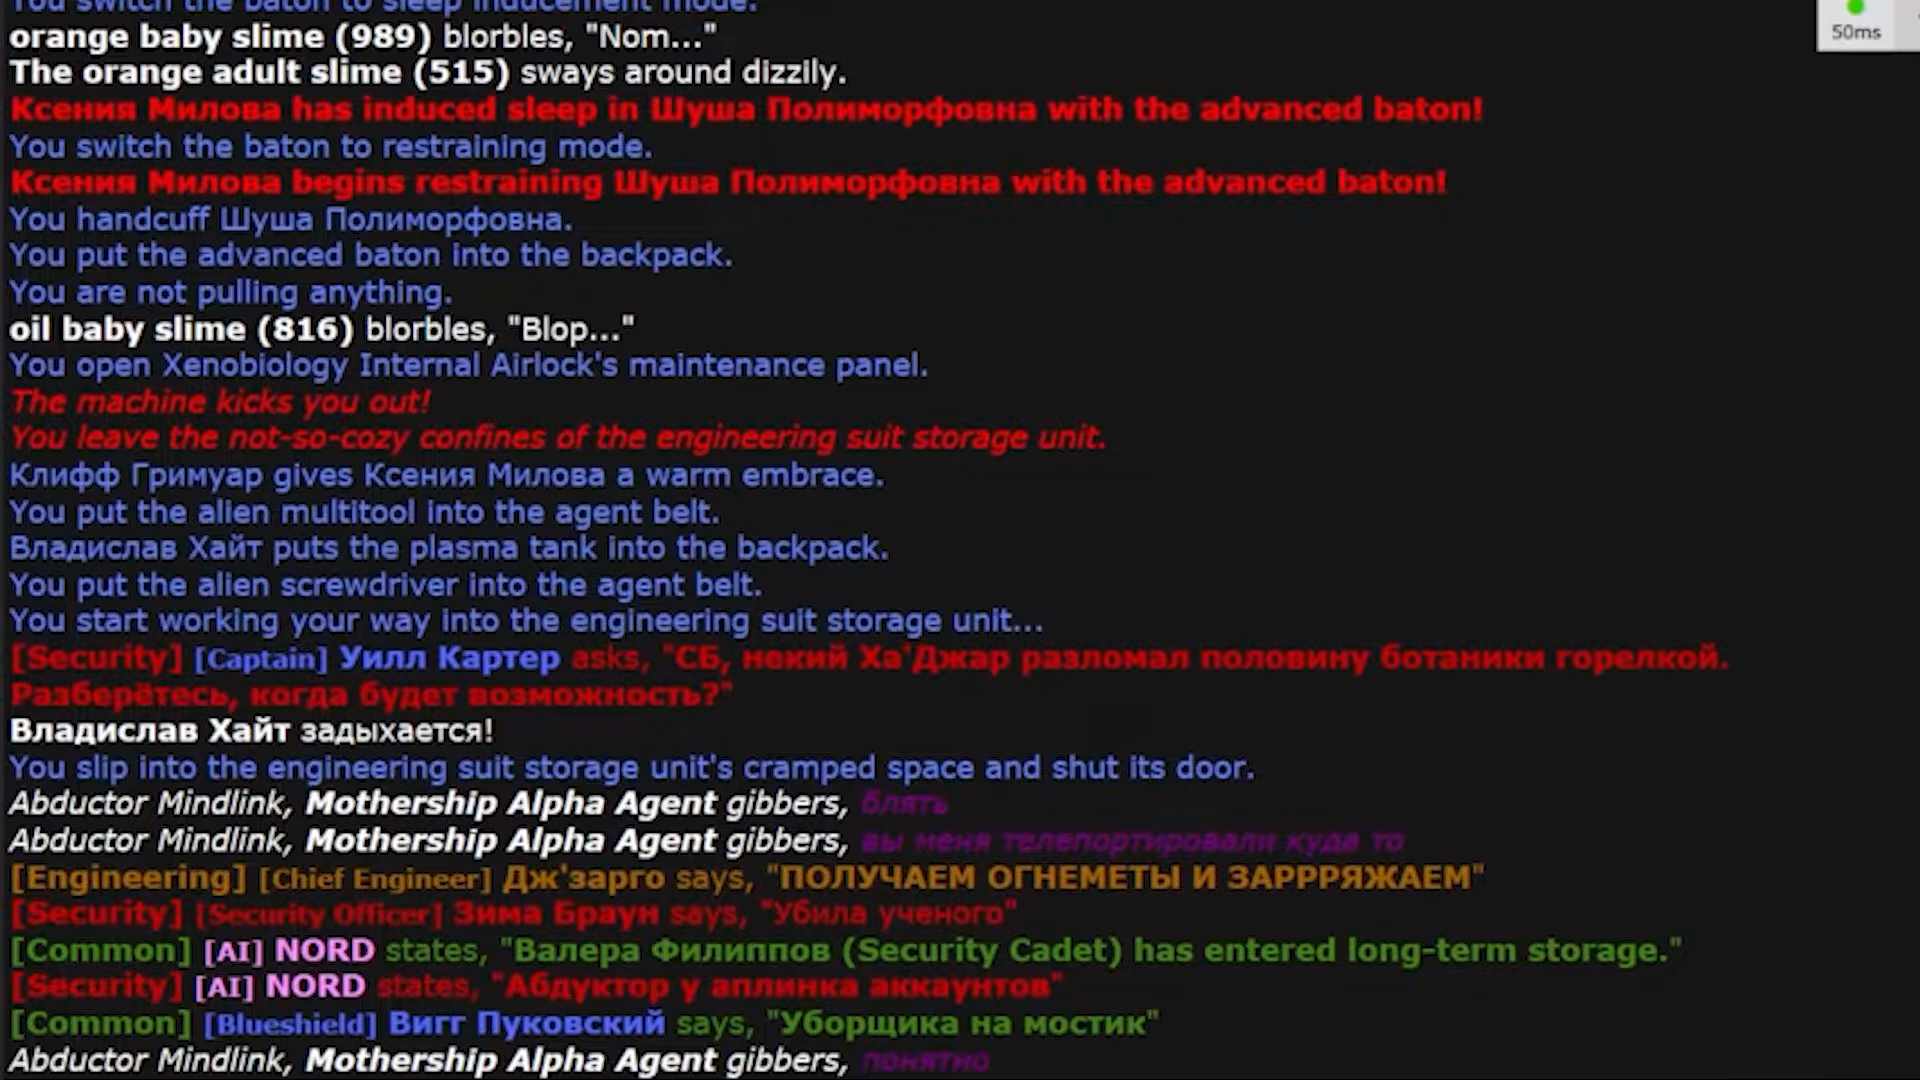 You switch the baton to sleep inducement mode.
50ms
orange baby slime (989) blorbles, "Nom..."
The orange adult slime (515) sways around dizzily.
Ксения Милова has induced sleep in Шуша Полиморфовна with the advanced baton!
You switch the baton to restraining mode.
Ксения Милова begins restraining Шуша Полиморфовна with the advanced baton!
You handcuff Шуша Полиморфовна.
You put the advanced baton into the backpack.
You are not pulling anything.
oil baby slime (816) blorbles, "Blop..."
You open Xenobiology Internal Airlock's maintenance panel.
The machine kicks you out!
You leave the not-so-cozy confines of the engineering suit storage unit.
Клифф Гримуар gives Ксения Милова a warm embrace.
You put the alien multitool into the agent belt.
Владислав Хайт puts the plasma tank into the backpack.
You put the alien screwdriver into the agent belt.
You start working your way into the engineering suit storage unit...
[Security] [Captain] Уилл Картер asks, "СБ, некий Ха'Джар разломал половину ботаники горелкой.
Разберётесь, когда будет возможность?"
Владислав Хайт задыхается!
You slip into the engineering suit storage unit's cramped space and shut its door.
Abductor Mindlink, Mothership Alpha Agent gibbers, блять
Abductor Mindlink, Mothership Alpha Agent gibbers, вы меня телепортировали куда то
[Engineering] [Chief Engineer] Дж'зарго says, "ПОЛУЧАЕМ ОГНЕМЕТЫ И ЗАРРРЯЖАЕМ"
[Security] [Security Officer] Зима Браун says, "Убила ученого"
[Common] [AI] NORD states, "Валера Филиппов (Security Cadet) has entered long-term storage."
[Security] [AI] NORD states, "Абдуктор у аплинка аккаунтов"
[Common] [Blueshield] Вигг Пуковский says, "Уборщика на мостик"
Abductor Mindlink, Mothership Alpha Agent gibbers, понятно